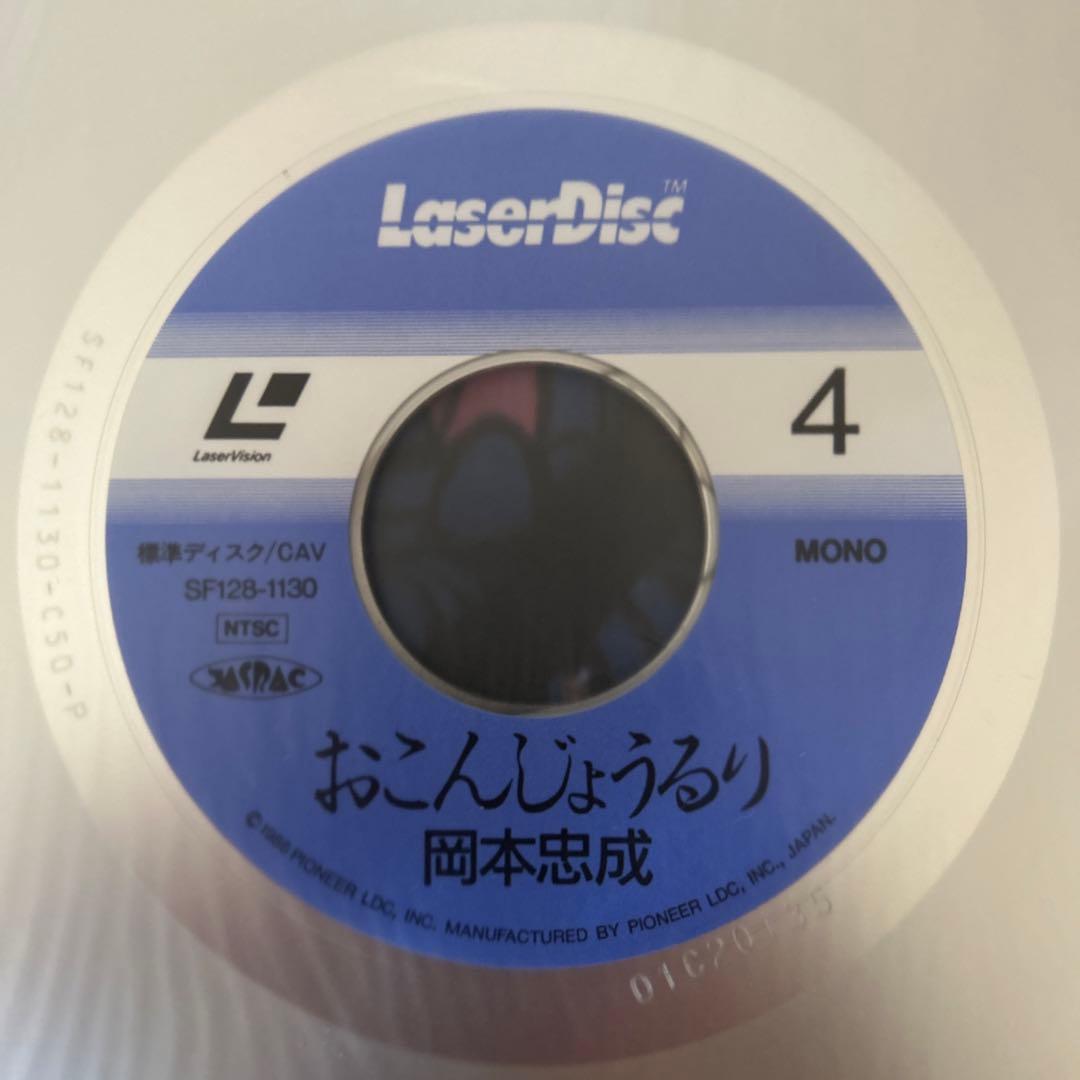 LaserDisc™
LaserVision
4
標準ディスク/CAV
SF128-1130
NTSC
JASRAC
MONO
おこんじょうるり
岡本忠成
PIONEER LDC, INC. MANUFACTURED BY PIONEER LDC, INC., JAPAN.
SF128-1130-C50-P